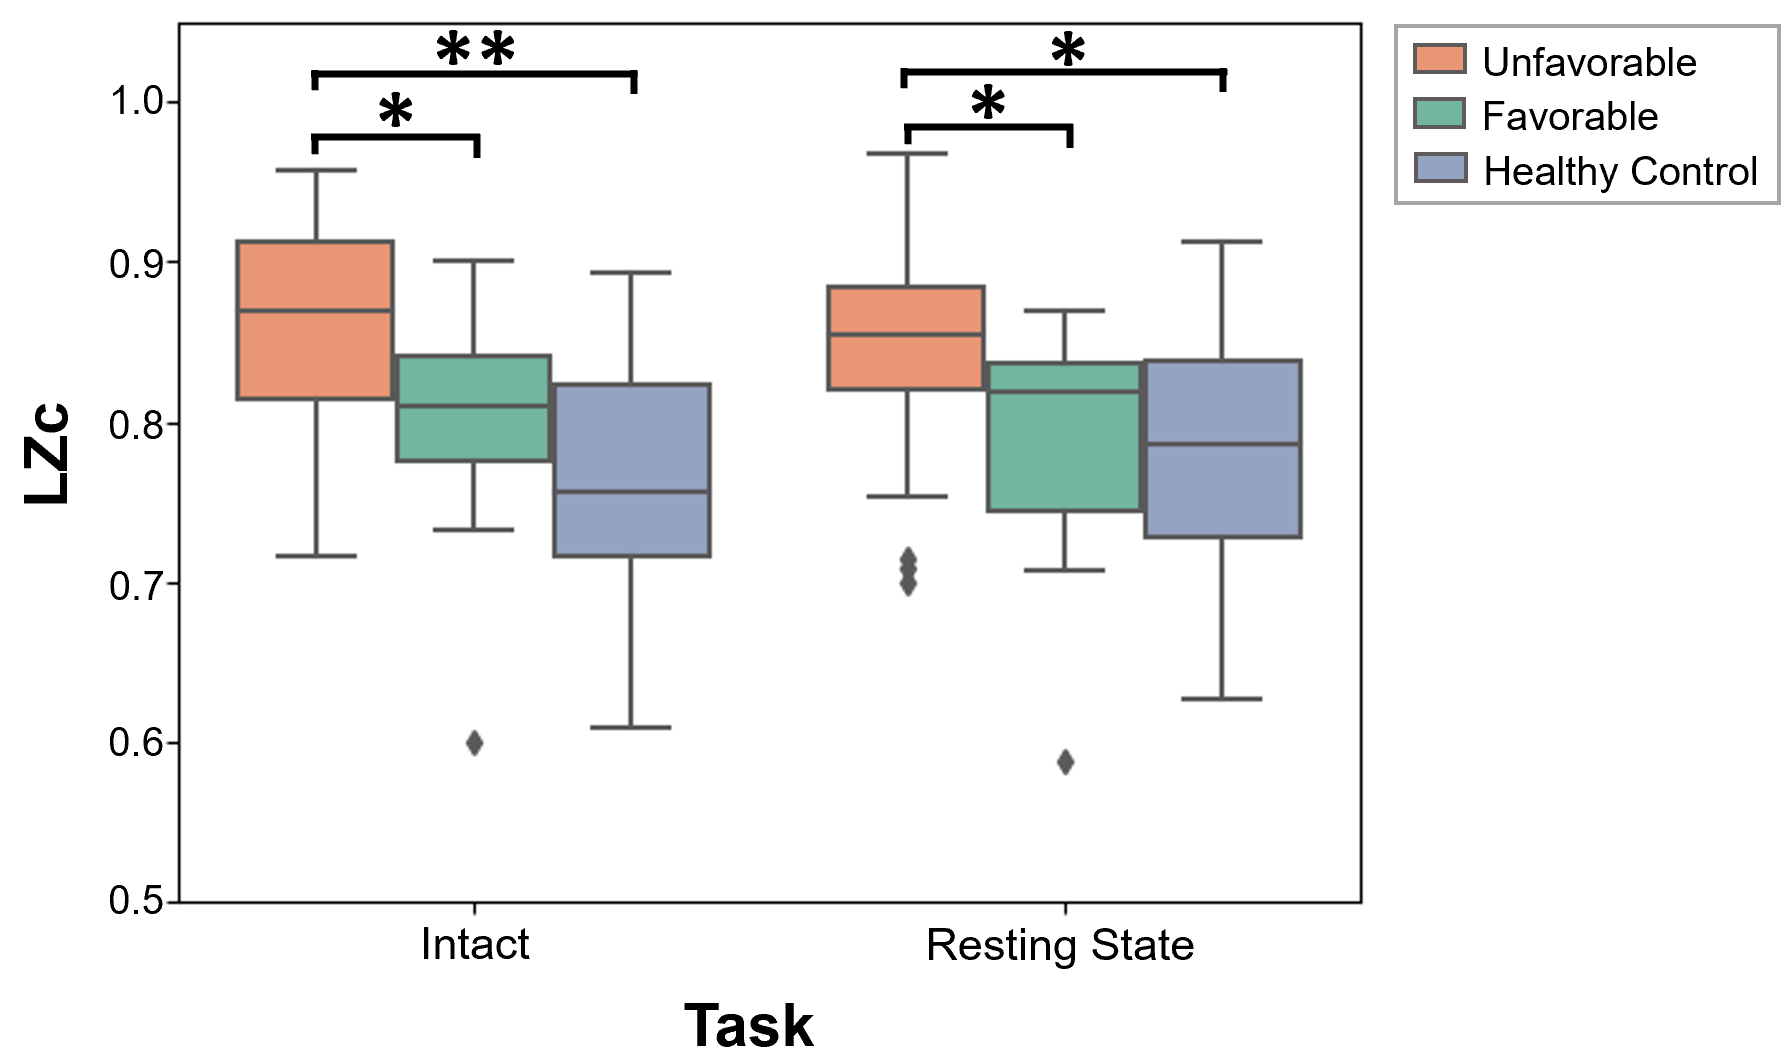 ** *
* *
Unfavorable
Favorable
Healthy Control
1.0
0.9
0.8
0.7
0.6
0.5
LZc
Intact Resting State
Task